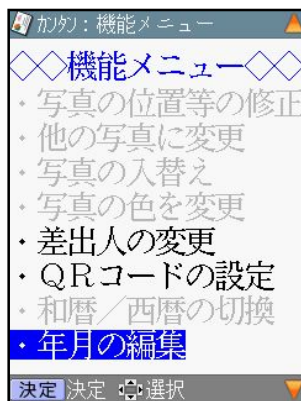 カンタン：機能メニュー
◇◇機能メニュー◇◇
・写真の位置等の修正
・他の写真に変更
・写真の入替え
・写真の色を変更
・差出人の変更
・ＱＲコードの設定
・和暦／西暦の切換
・年月の編集
決定 決定 選択